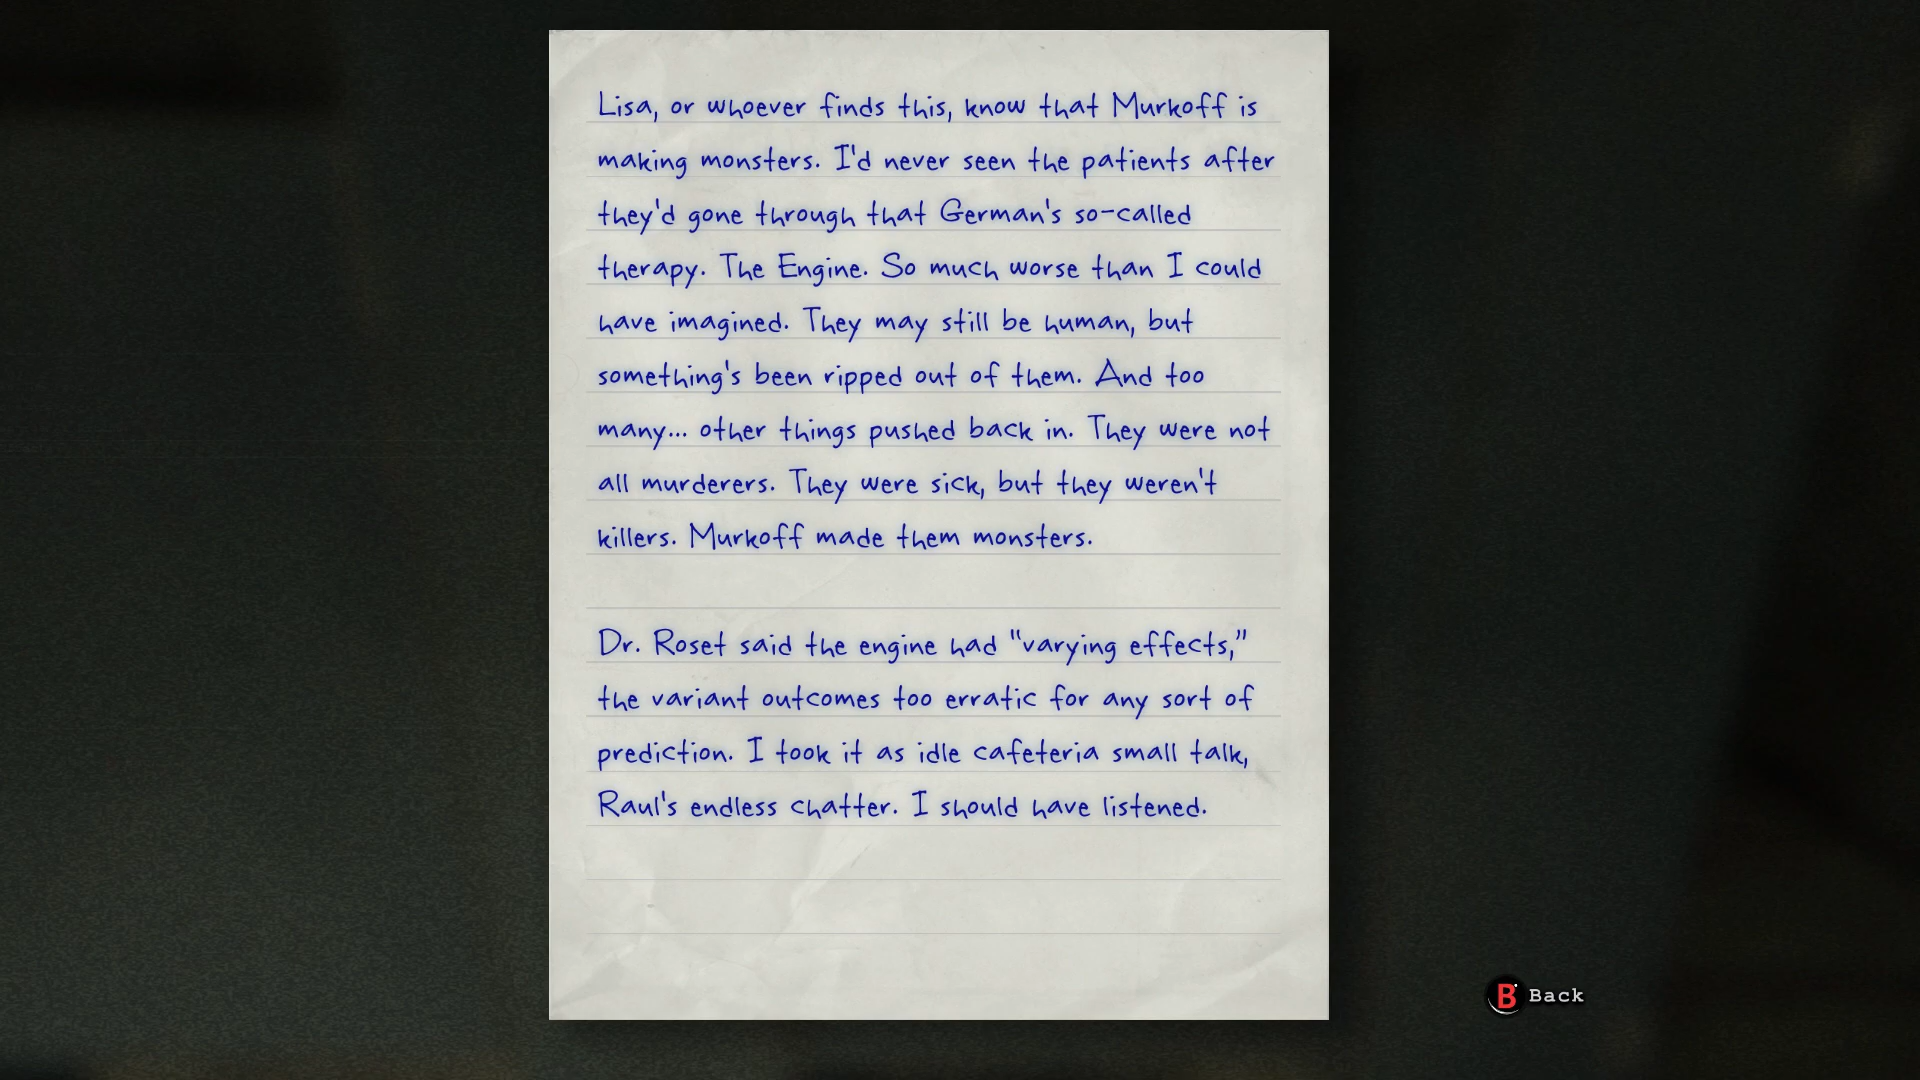 Lisa, or whoever finds this, know that Murkoff is
making monsters. I'd never seen the patients after
they'd gone through that German's so-called
therapy. The Engine. So much worse than I could
have imagined. They may still be human, but
something's been ripped out of them. And too
many... other things pushed back in. They were not
all murderers. They were sick, but they weren't
killers. Murkoff made them monsters.
Dr. Roset said the engine had "varying effects,"
the variant outcomes too erratic for any sort of
prediction. I took it as idle cafeteria small talk,
Raul's endless chatter. I should have listened.
B Back